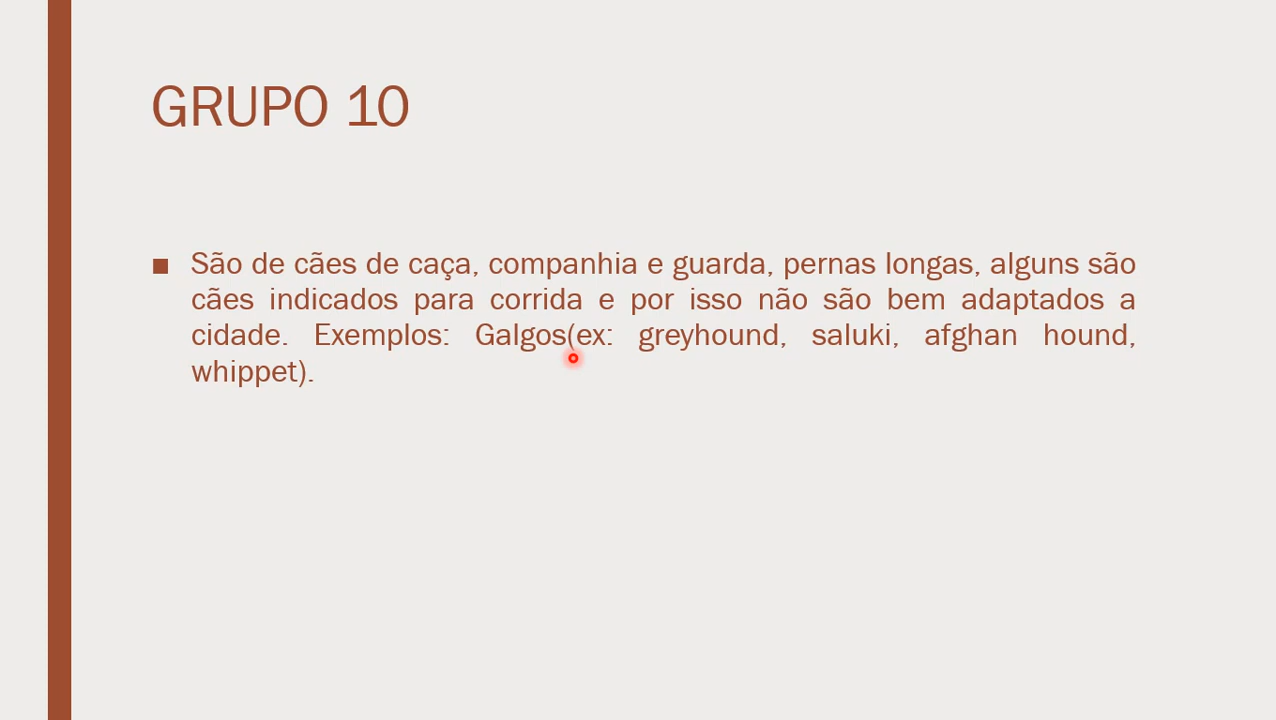 GRUPO 10
■ São de cães de caça, companhia e guarda, pernas longas, alguns são
cães indicados para corrida e por isso não são bem adaptados a
cidade. Exemplos: Galgos(ex: greyhound, saluki, afghan hound,
whippet).